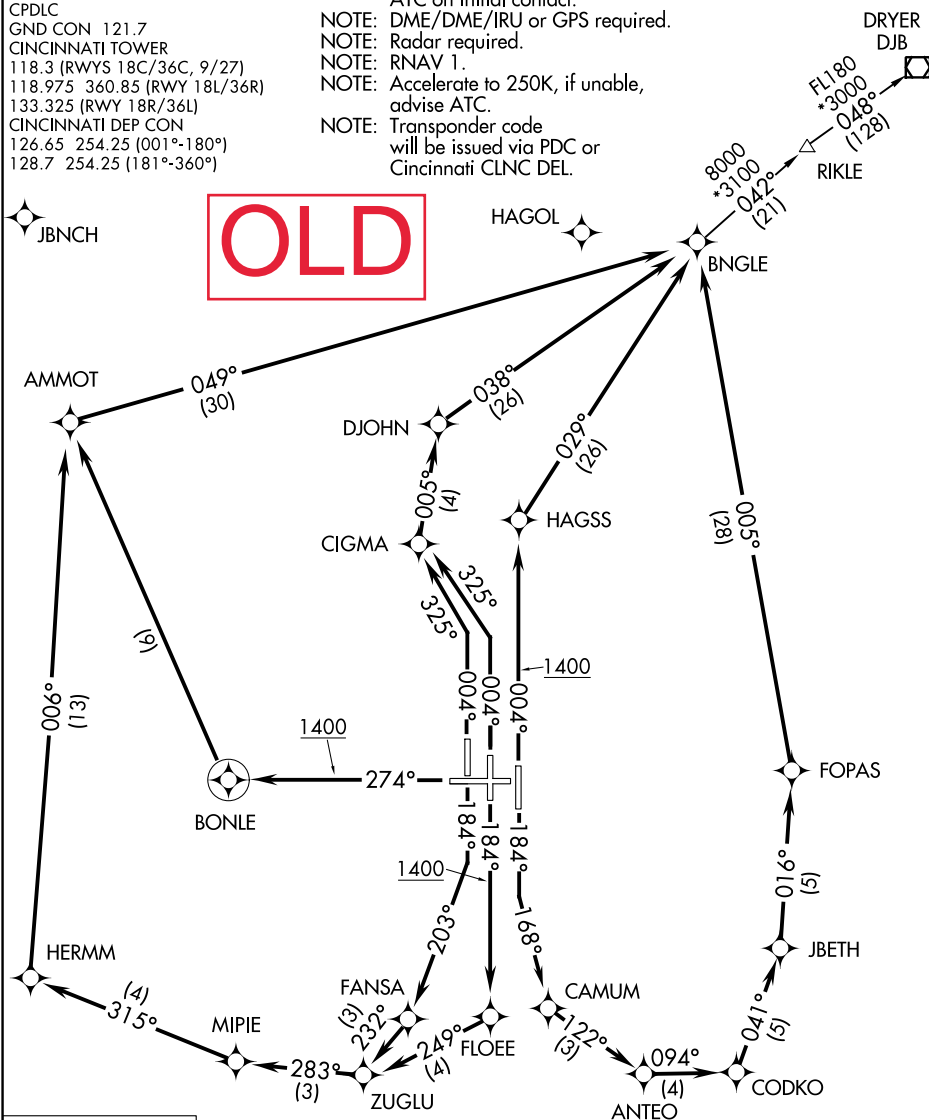 CPDLC
GND CON 121.7
CINCINNATI TOWER
118.3 (RWYS 18C/36C, 9/27)
118.975 360.85 (RWY 18L/36R)
133.325 (RWY 18R/36L)
CINCINNATI DEP CON
126.65 254.25 (001°-180°)
128.7 254.25 (181°-360°)
ATC on initial contact.
NOTE: DME/DME/IRU or GPS required.
NOTE: Radar required.
NOTE: RNAV 1.
NOTE: Accelerate to 250K, if unable,
advise ATC.
NOTE: Transponder code
will be issued via PDC or
Cincinnati CLNC DEL.
DRYER
DJB
FL180
*3000
048°
(128)
RIKLE
8000
*3100
042°
(21)
JBNCH
OLD
HAGOL
BNGLE
AMMOT
049°
(30)
DJOHN
038°
(26)
029°
(26)
005°
(4)
HAGSS
005°
(28)
CIGMA
325°
325°
(9)
006°
(13)
004°
004°
004°
1400
1400
274°
BONLE
FOPAS
184°
184°
184°
1400
016°
(5)
203°
168°
HERMM
JBETH
(4)
315°
FANSA
(3)
232°
CAMUM
041°
(5)
MIPIE
249°
(4)
FLOEE
122°
(3)
283°
(3)
094°
(4)
ZUGLU
CODKO
ANTEO